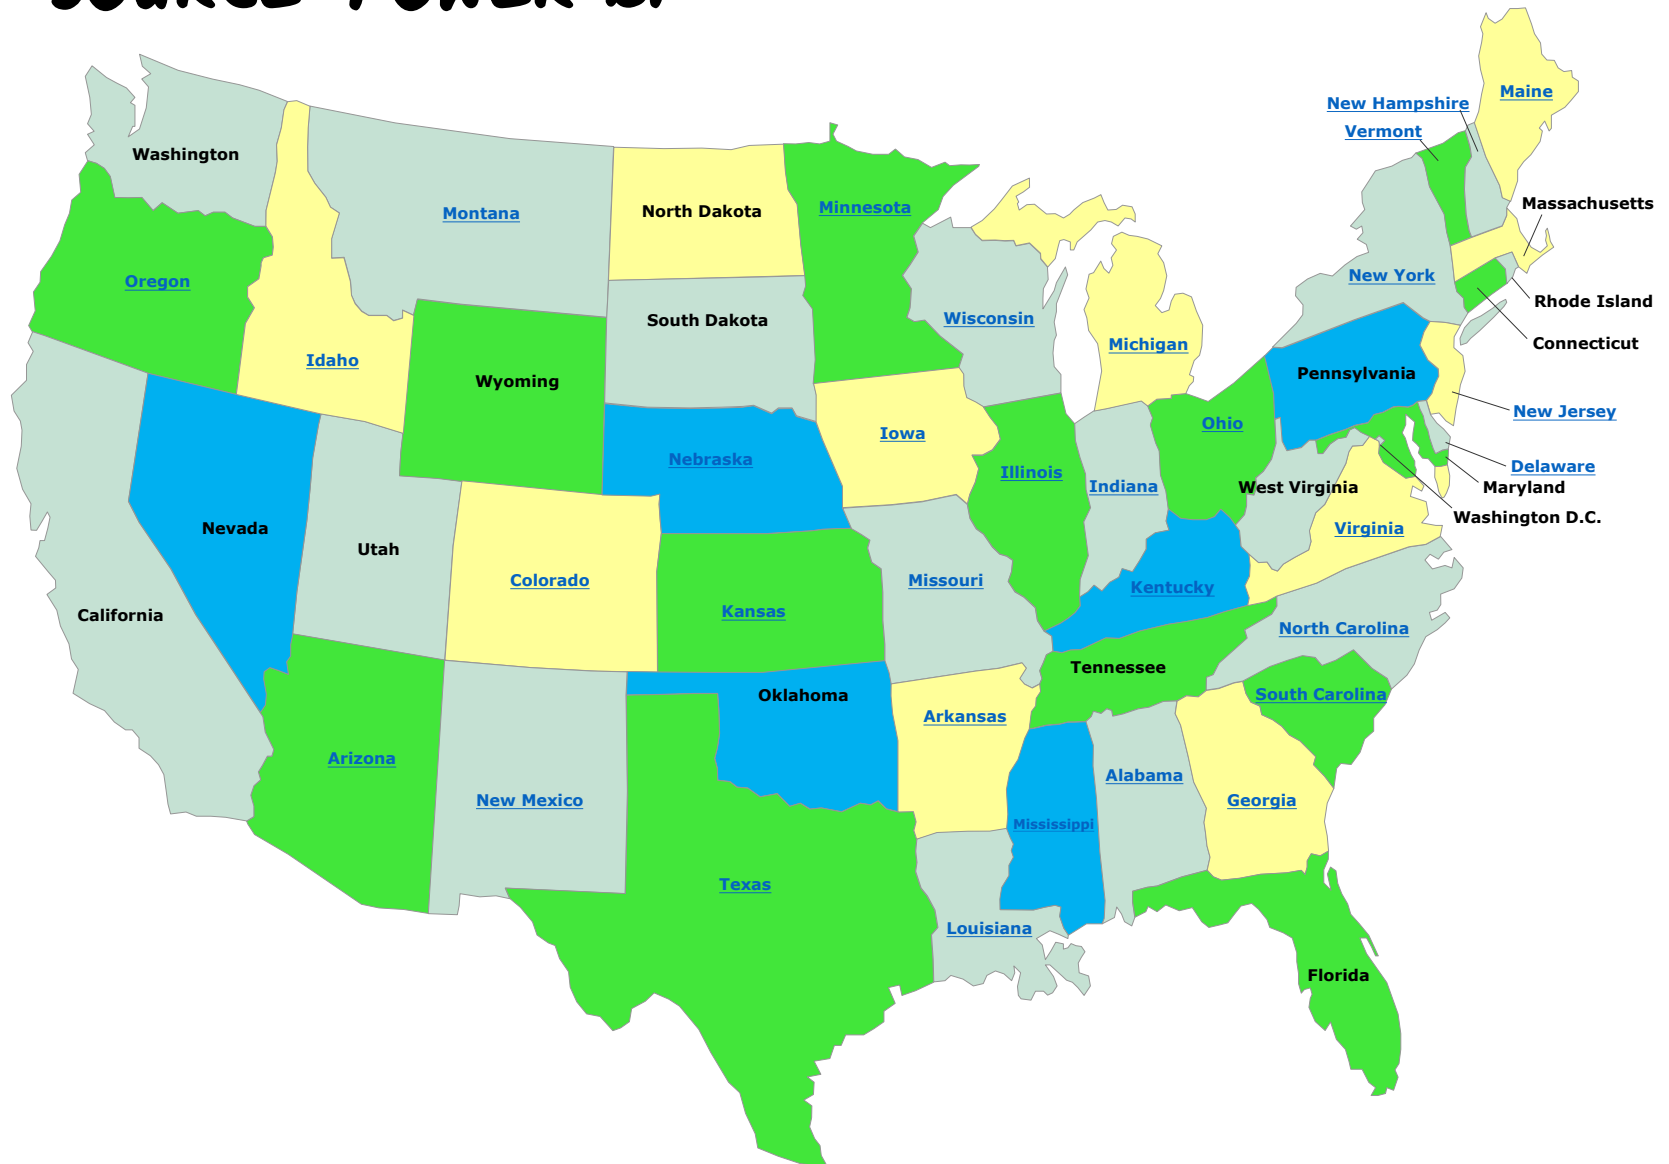 SOURCE POWER
Washington
Montana
North Dakota
Minnesota
New Hampshire
Maine
Vermont
Massachusetts
Oregon
New York
Rhode Island
South Dakota
Wisconsin
Michigan
Connecticut
Idaho
Wyoming
Pennsylvania
New Jersey
Iowa
Ohio
Nebraska
Illinois
Indiana
Delaware
West Virginia
Maryland
Washington D.C.
Nevada
Utah
Virginia
Colorado
Missouri
Kentucky
California
Kansas
North Carolina
Tennessee
Oklahoma
South Carolina
Arkansas
Arizona
New Mexico
Alabama
Georgia
Mississippi
Texas
Louisiana
Florida